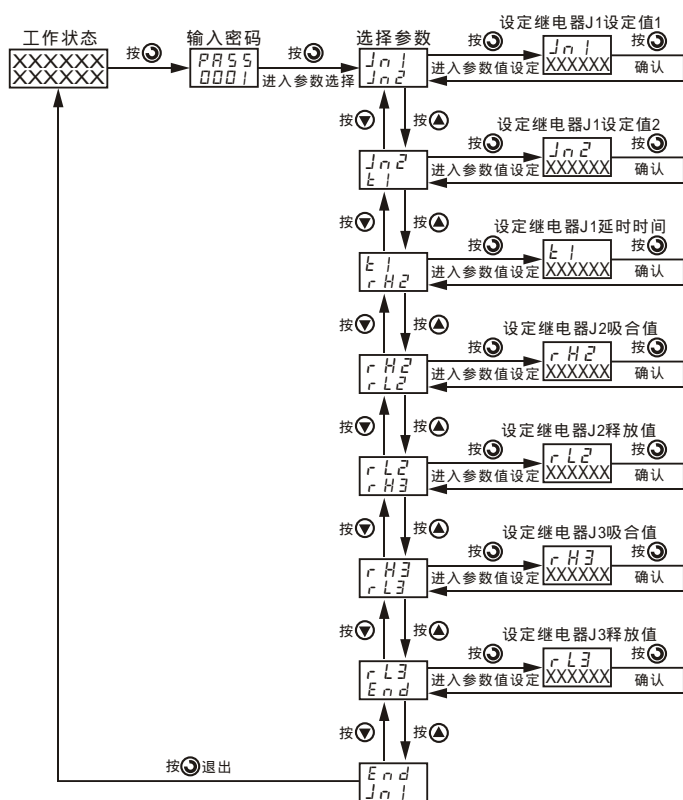 工作状态
XXXXXX
XXXXXX
按
输入密码
PASS
0001
按
进入参数选择
选择参数
Jn1
Jn2
按
进入参数值设定
设定继电器J1设定值1
Jn1
XXXXXX
按
确认
按
按
Jn2
t1
按
进入参数值设定
设定继电器J1设定值2
Jn2
XXXXXX
按
确认
按
按
t1
rH2
按
进入参数值设定
设定继电器J1延时时间
t1
XXXXXX
按
确认
按
按
rH2
rL2
按
进入参数值设定
设定继电器J2吸合值
rH2
XXXXXX
按
确认
按
按
rL2
rH3
按
进入参数值设定
设定继电器J2释放值
rL2
XXXXXX
按
确认
按
按
rH3
rL3
按
进入参数值设定
设定继电器J3吸合值
rH3
XXXXXX
按
确认
按
按
rL3
End
按
进入参数值设定
设定继电器J3释放值
rL3
XXXXXX
按
确认
按
按
按退出
End
Jn1